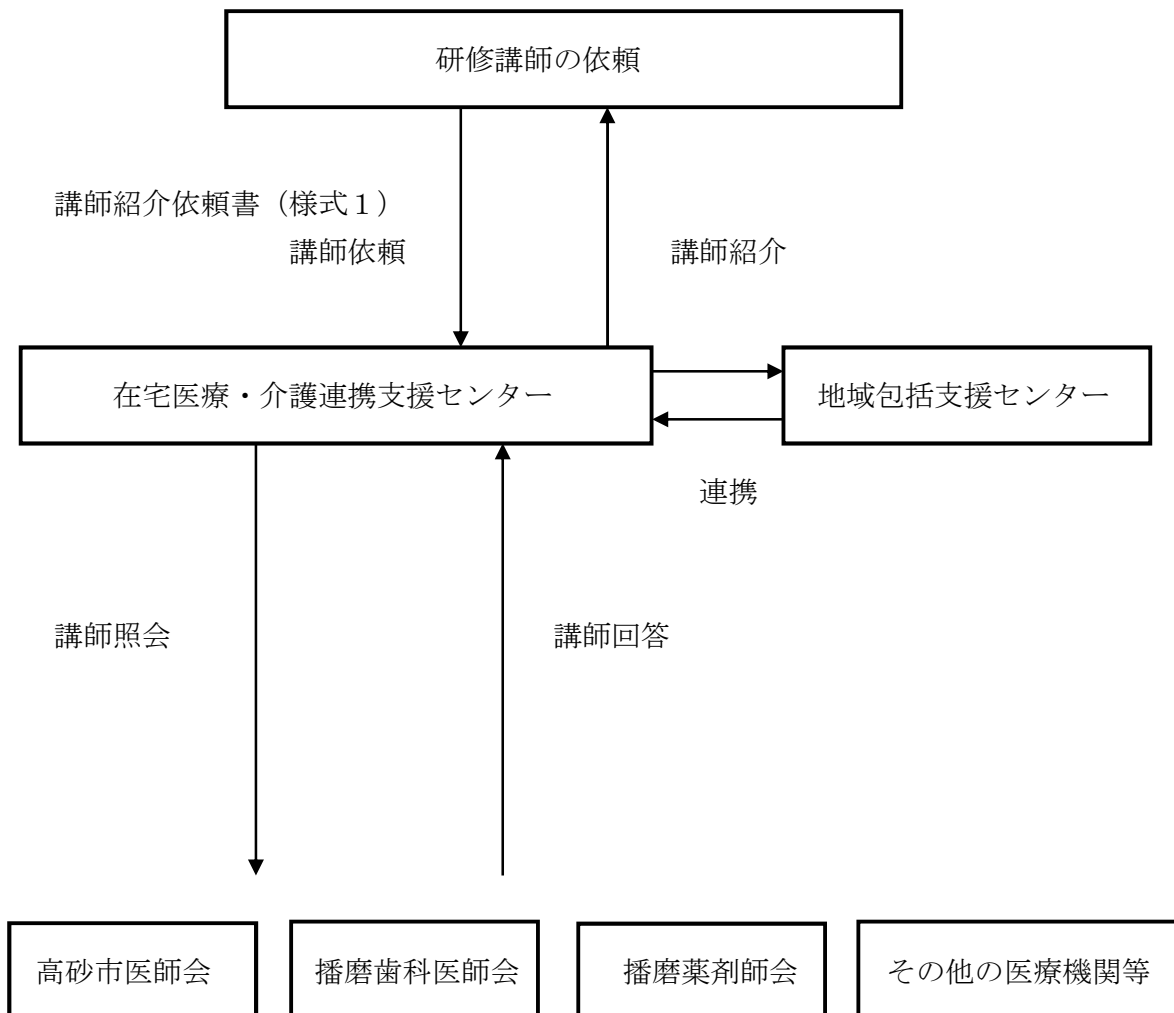 研修講師の依頼
講師紹介依頼書（様式１）
講師依頼
講師紹介
在宅医療・介護連携支援センター
地域包括支援センター
連携
講師照会
講師回答
高砂市医師会
播磨歯科医師会
播磨薬剤師会
その他の医療機関等